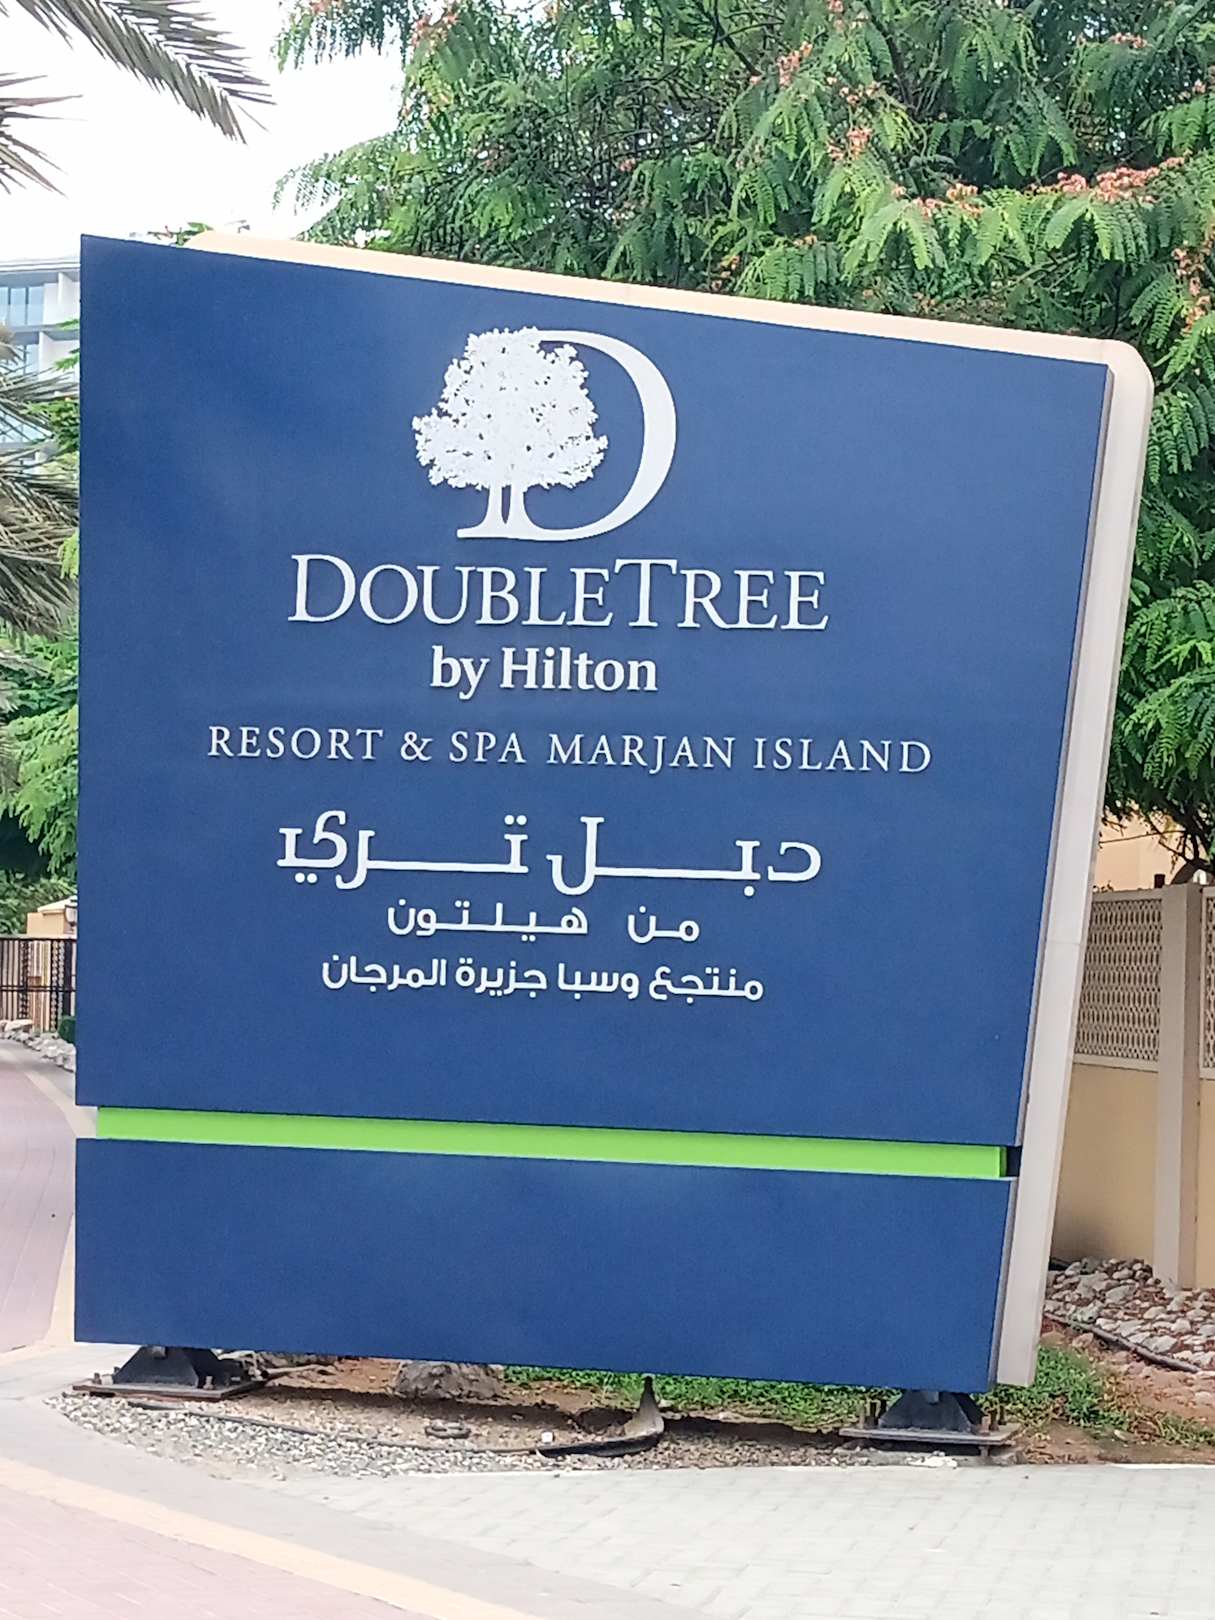 DOUBLETREE
by Hilton
RESORT & SPA MARJAN ISLAND
دبل تري
من هيلتون
منتجع وسبا جزيرة المرجان